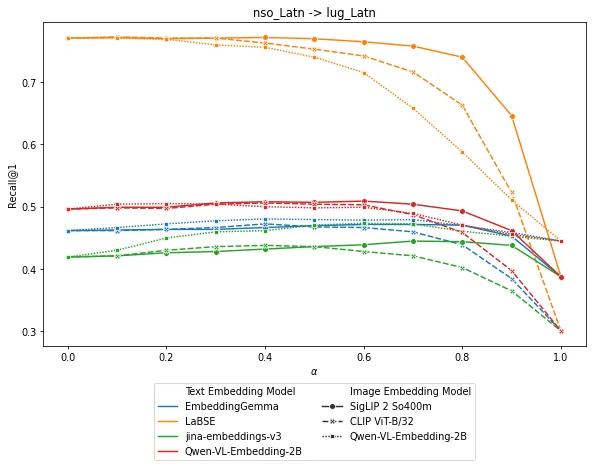 nso_Latn -> lug_Latn
Recall@1
0.7
0.6
0.5
0.4
0.3
0.0 0.2 0.4 0.6 0.8 1.0
α
Text Embedding Model Image Embedding Model
EmbeddingGemma SigLIP 2 So400m
LaBSE CLIP ViT-B/32
jina-embeddings-v3 Qwen-VL-Embedding-2B
Qwen-VL-Embedding-2B